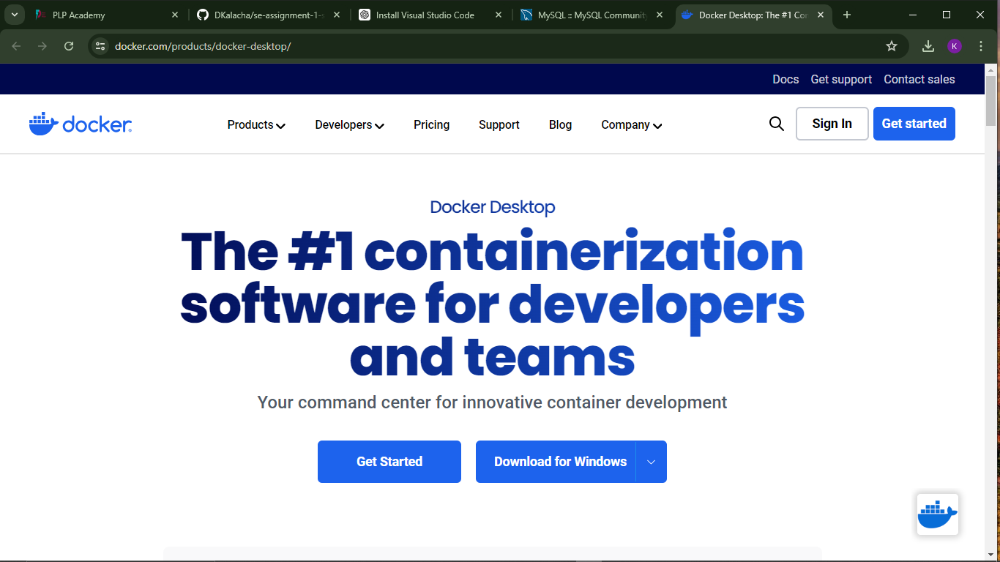 PLP Academy
DKalacha/se-assignment-1-s
Install Visual Studio Code
MySQL :: MySQL Community
Docker Desktop: The #1 Con
docker.com/products/docker-desktop/
K
Docs Get support Contact sales
docker
Products Developers Pricing Support Blog Company Sign In Get started
Docker Desktop
The #1 containerization
software for developers
and teams
Your command center for innovative container development
Get Started Download for Windows